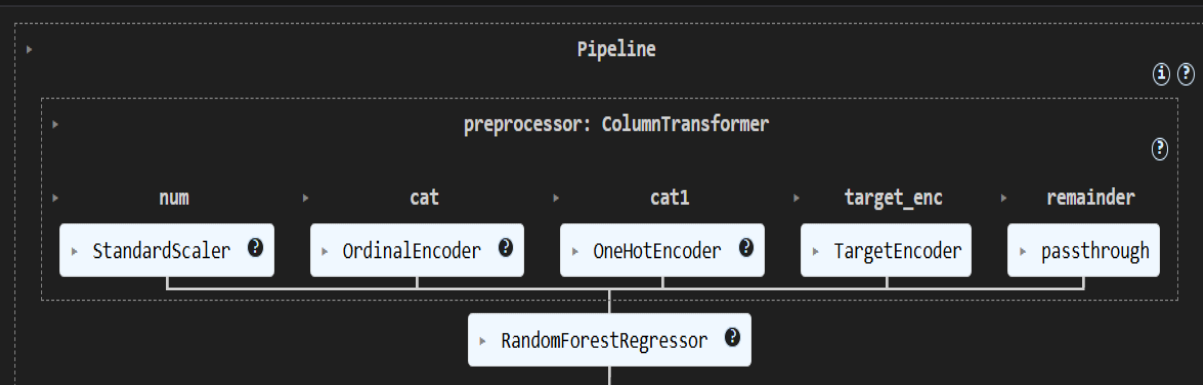 Pipeline
i ?
preprocessor: ColumnTransformer
?
num cat cat1 target_enc remainder
StandardScaler ? OrdinalEncoder ? OneHotEncoder ? TargetEncoder passthrough
RandomForestRegressor ?